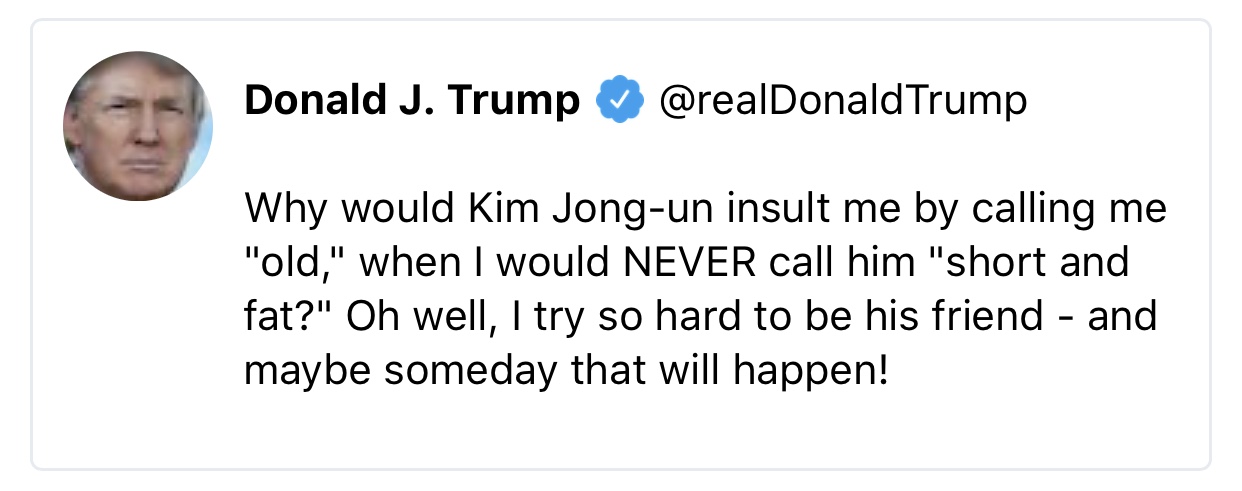 Donald J. Trump @realDonaldTrump
Why would Kim Jong-un insult me by calling me
"old," when I would NEVER call him "short and
fat?" Oh well, I try so hard to be his friend - and
maybe someday that will happen!